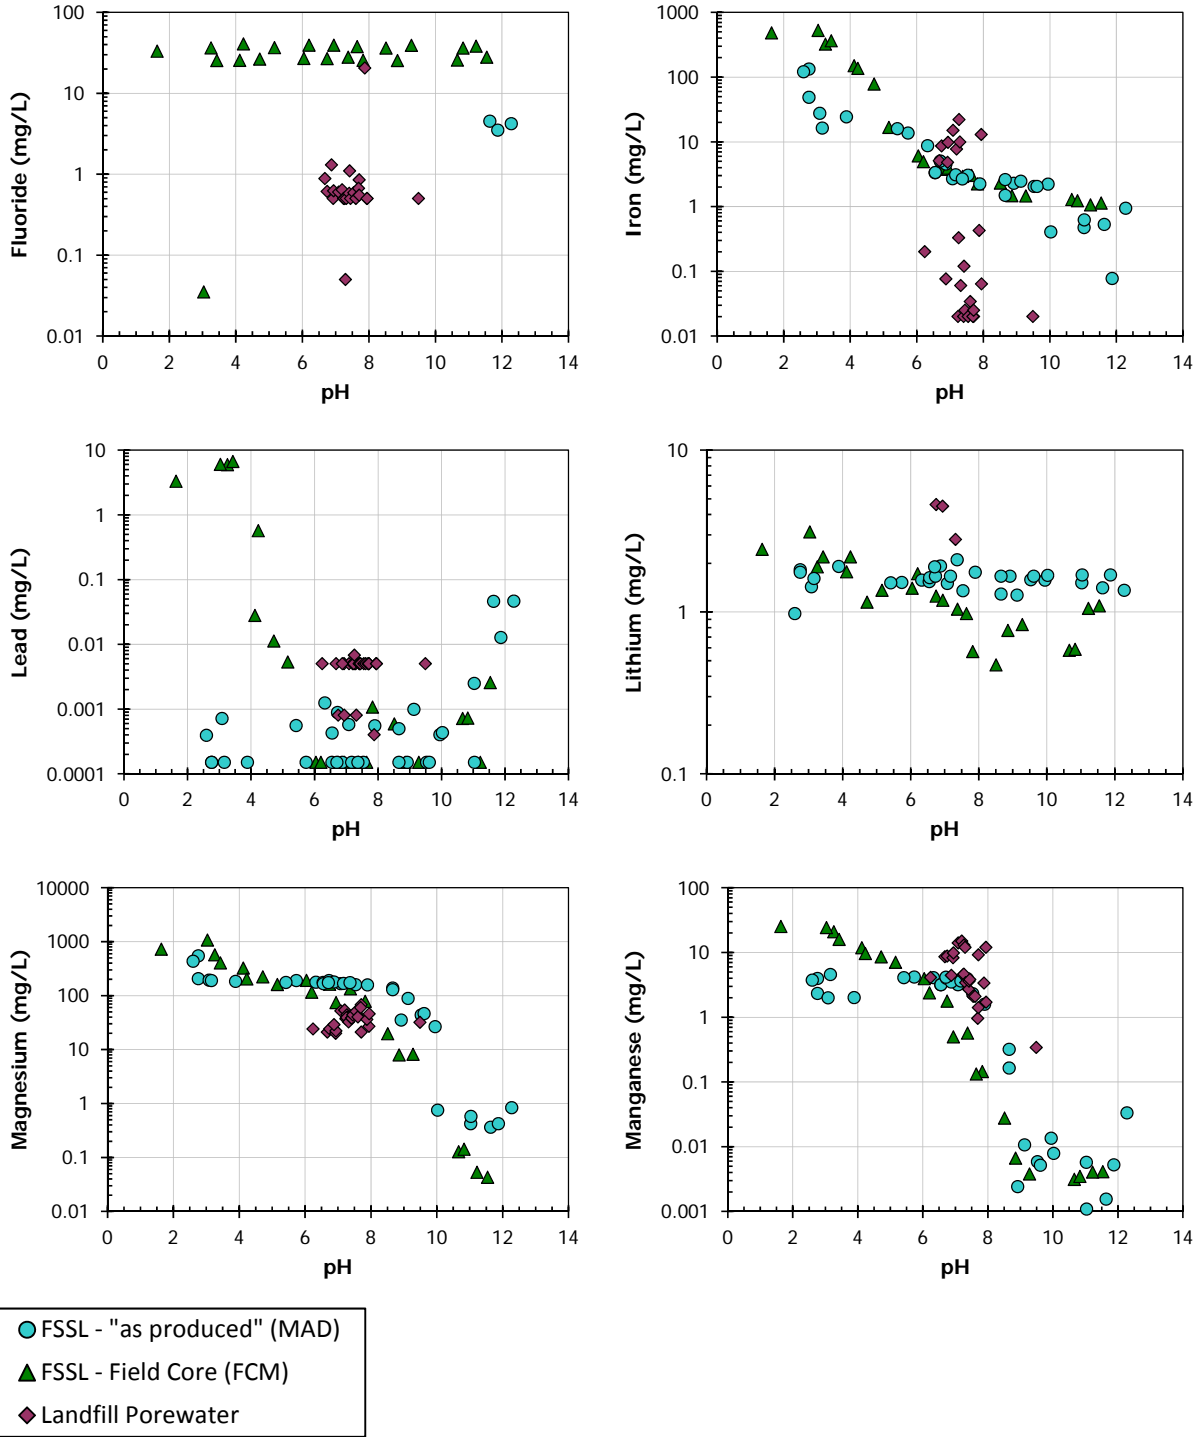 100
10
1
0.1
0.01
0 2 4 6 8 10 12 14
Fluoride (mg/L)
pH
1000
100
10
1
0.1
0.01
0 2 4 6 8 10 12 14
Iron (mg/L)
pH
10
1
0.1
0.01
0.001
0.0001
0 2 4 6 8 10 12 14
Lead (mg/L)
pH
10
1
0.1
0 2 4 6 8 10 12 14
Lithium (mg/L)
pH
10000
1000
100
10
1
0.1
0.01
0 2 4 6 8 10 12 14
Magnesium (mg/L)
pH
100
10
1
0.1
0.01
0.001
0 2 4 6 8 10 12 14
Manganese (mg/L)
pH
FSSL - "as produced" (MAD)
FSSL - Field Core (FCM)
Landfill Porewater